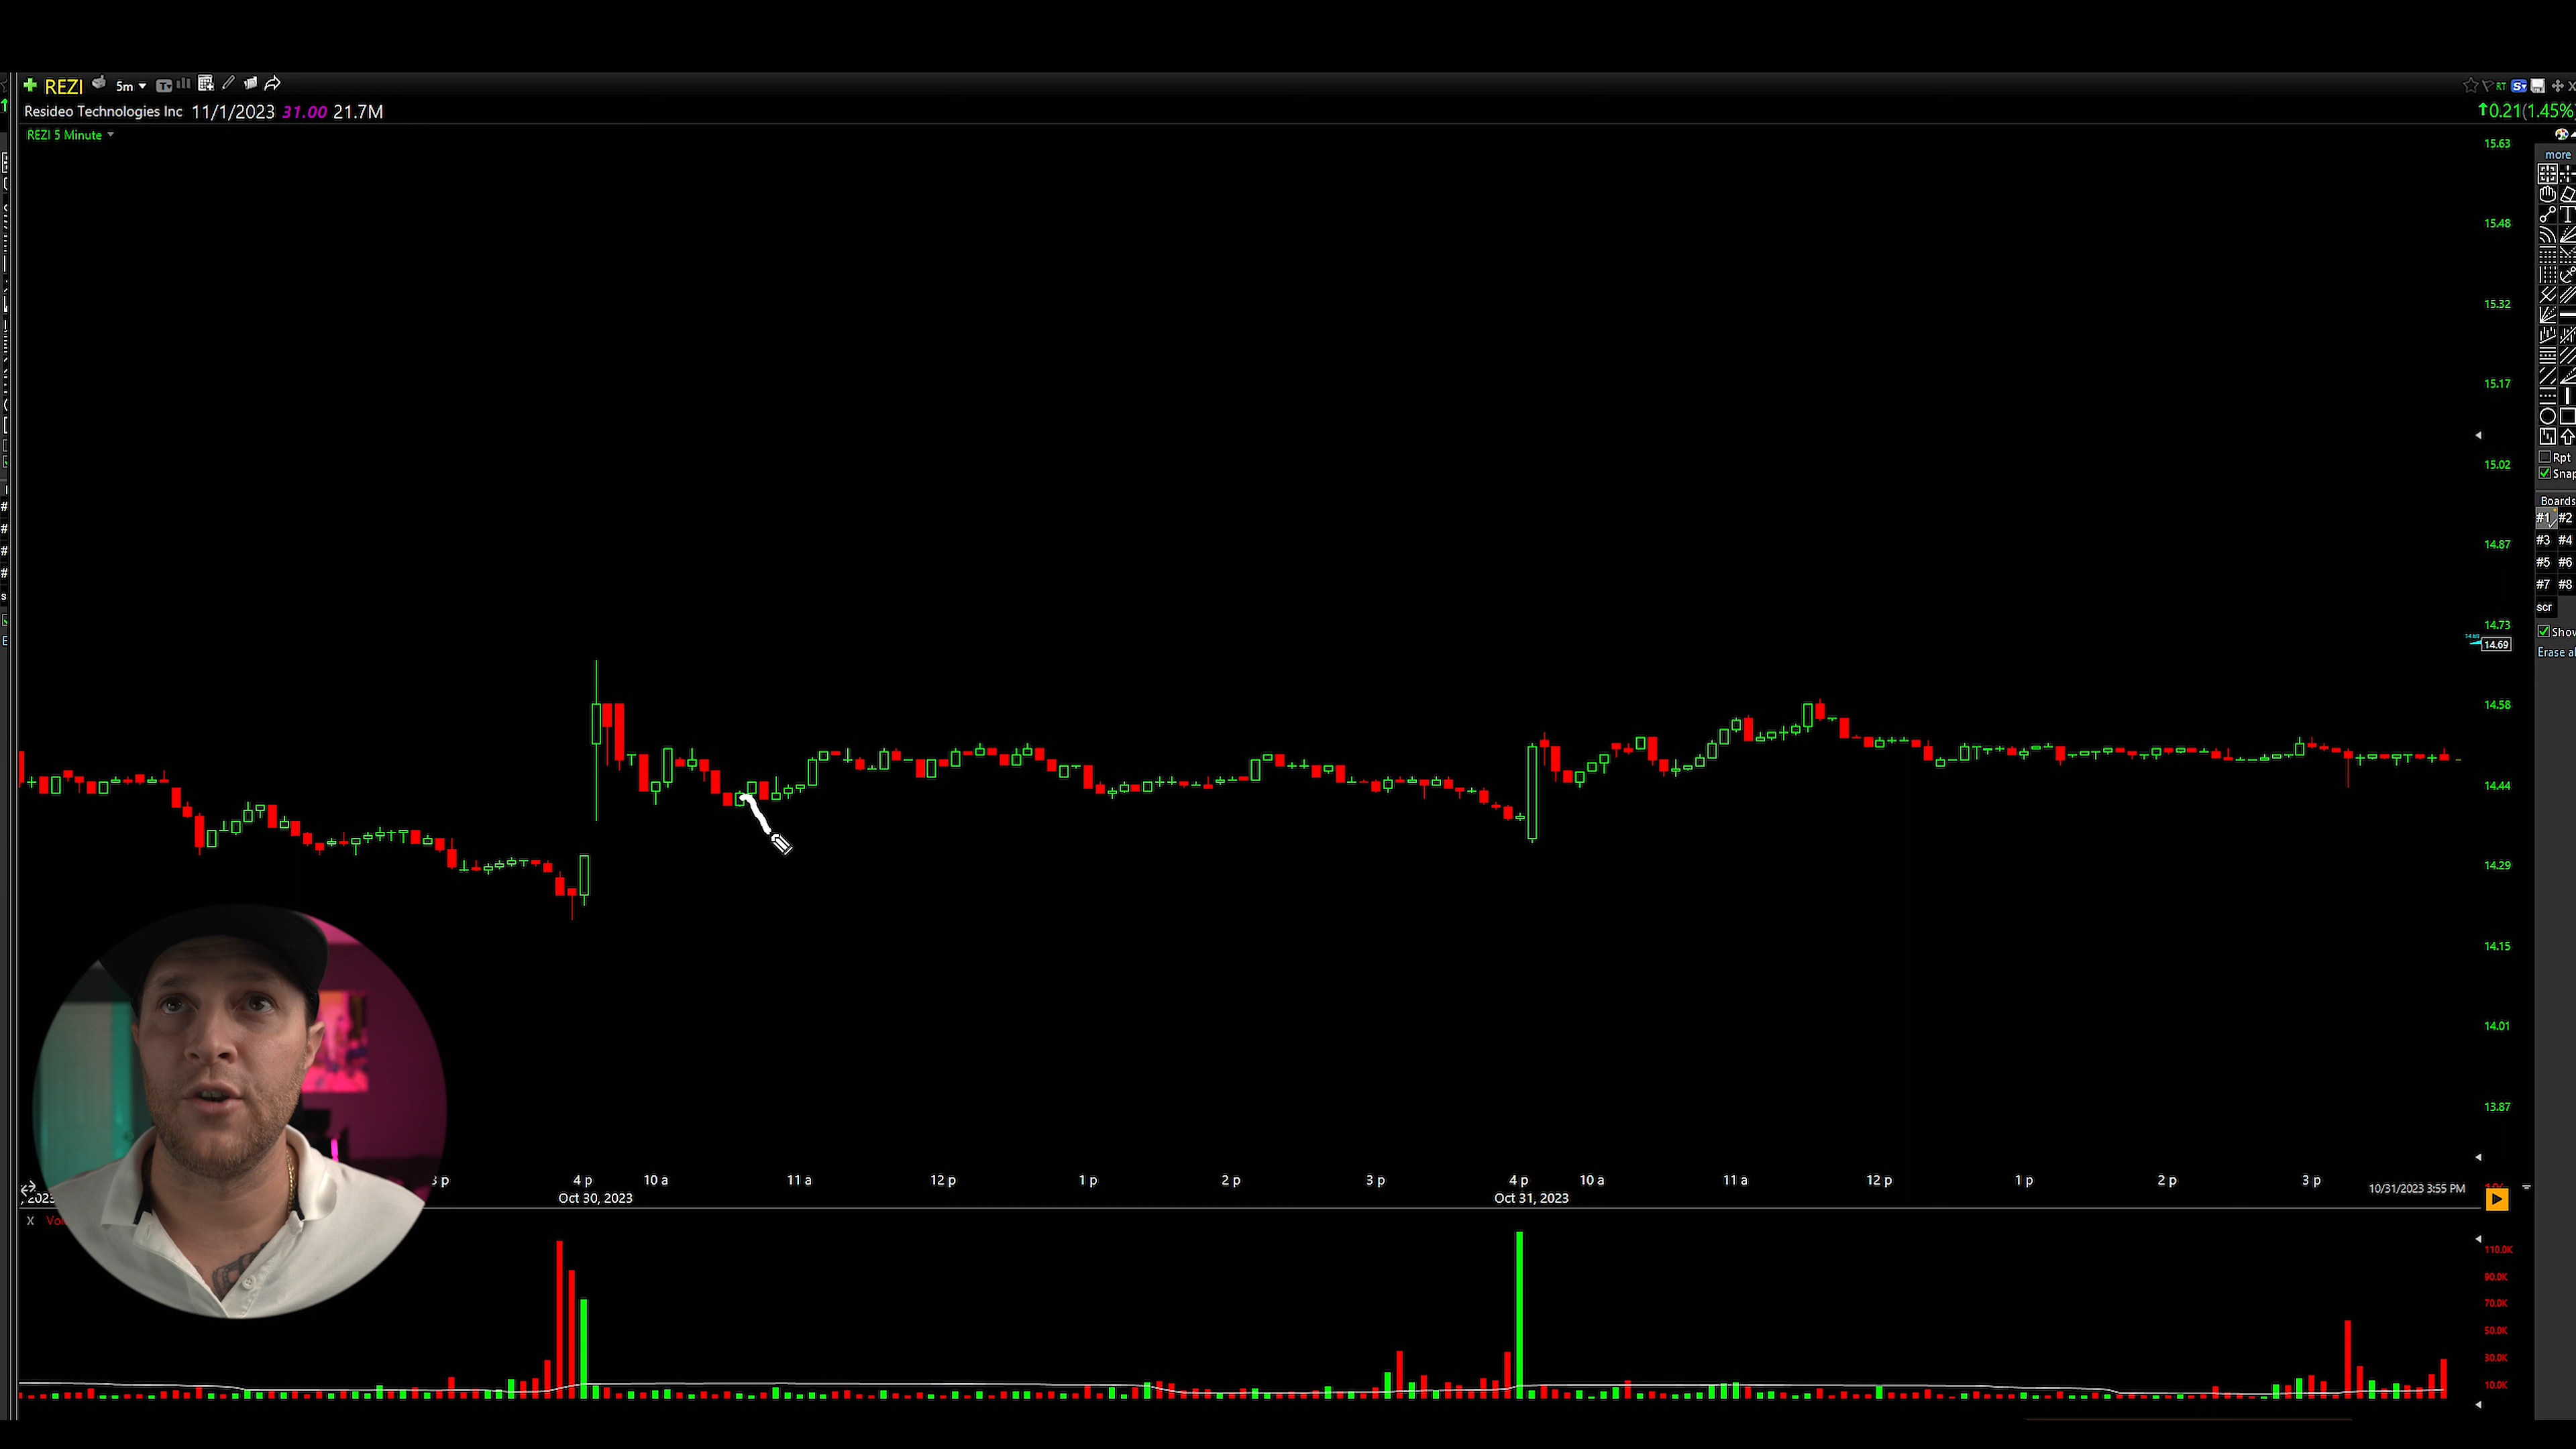 REZI 5m
RT
Resideo Technologies Inc 11/1/2023 31.00 21.7M
0.21(1.45%
REZI 5 Minute
15.63
more
15.48
15.32
15.17
15.02
Rpt
Snap
14.87
Boards
#1 #2
#3 #4
#5 #6
#7 #8
scr
14.73
Show
14.69
Erase al
14.58
14.44
14.29
14.15
14.01
13.87
3 p 4 p 10 a 11 a 12 p 1 p 2 p 3 p 4 p 10 a 11 a 12 p 1 p 2 p 3 p
10/31/2023 3:55 PM
, 2023 Oct 30, 2023 Oct 31, 2023
X
110.0K
90.0K
70.0K
50.0K
30.0K
10.0K